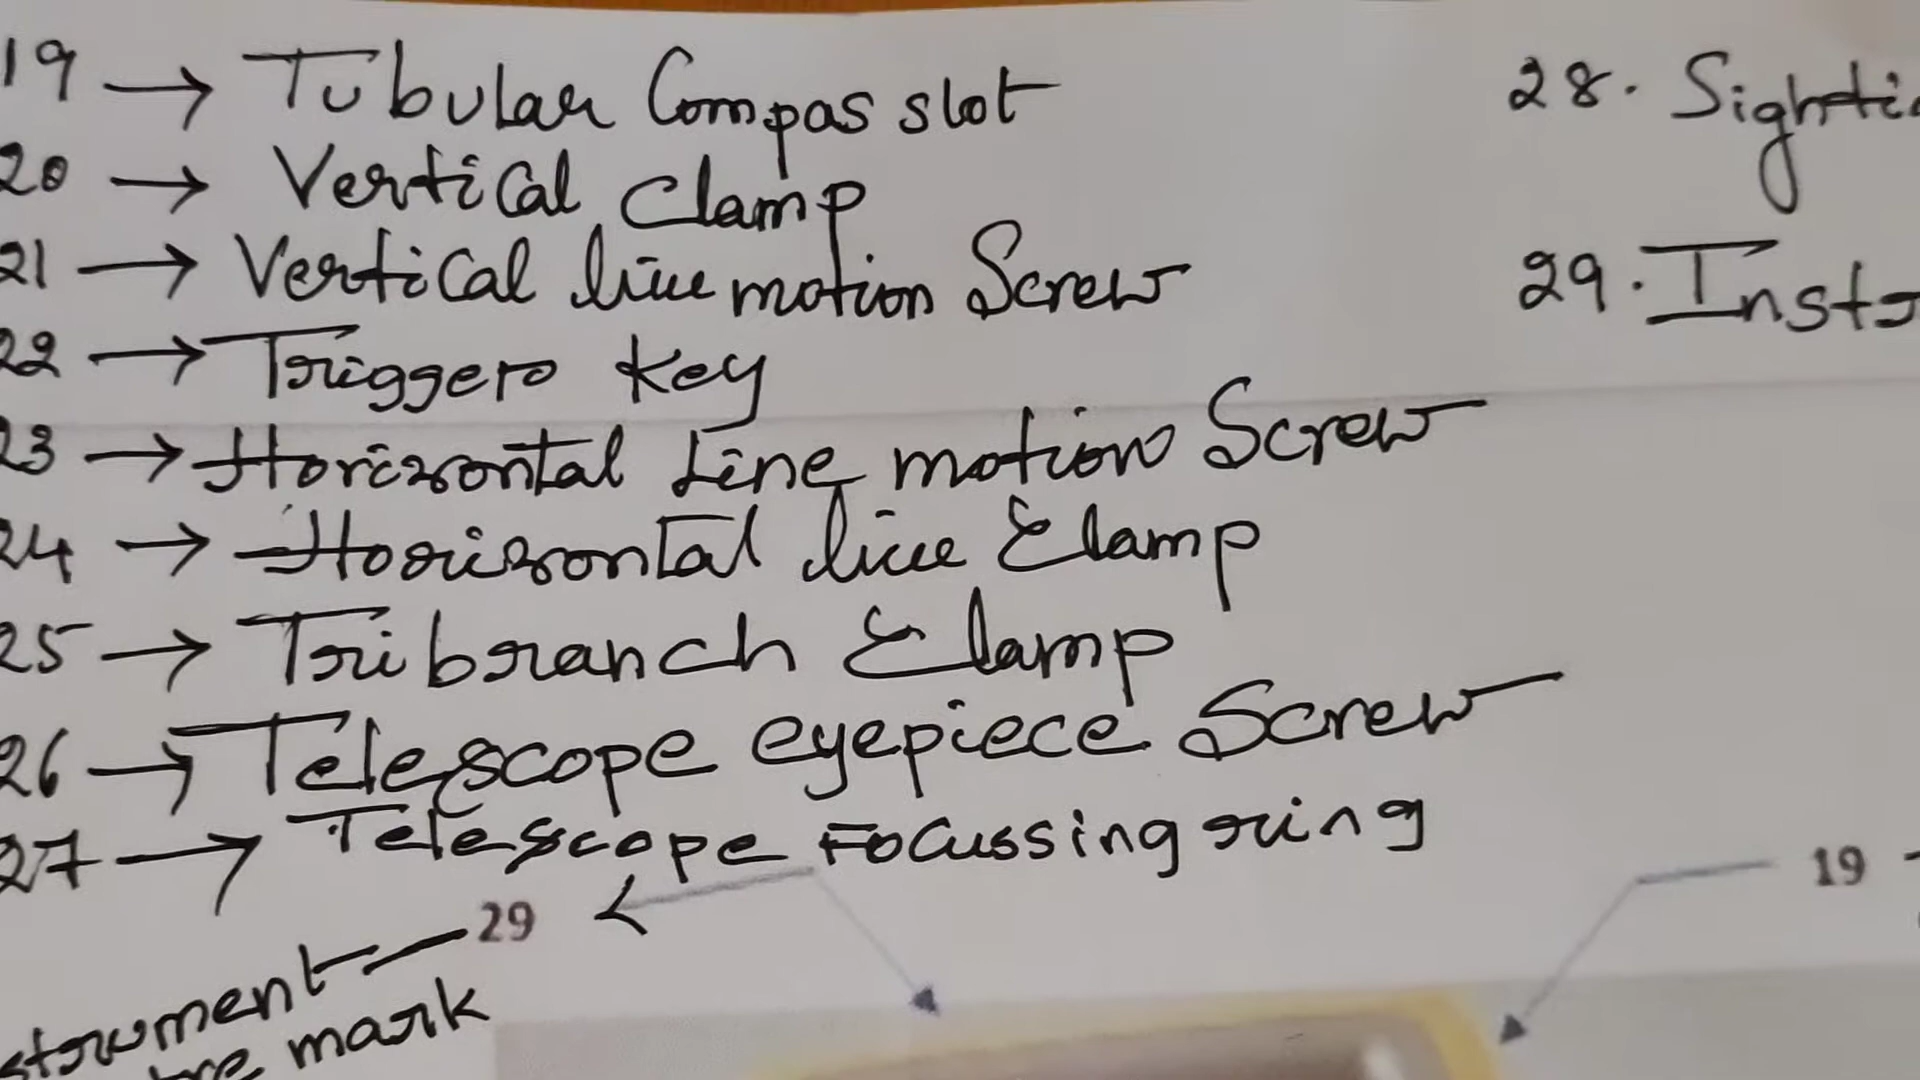 19 → Tubular Compas slot
20 → Vertical Clamp
21 → Vertical line motion Screw
22 → Trigger Key
23 → Horizontal Line motion Screw
24 → Horizontal line Clamp
25 → Tribranch Clamp
26 → Telescope eyepiece Screw
27 → Telescope Focussing ring
28. Sighti
29. Instr
29
strument
mark
19